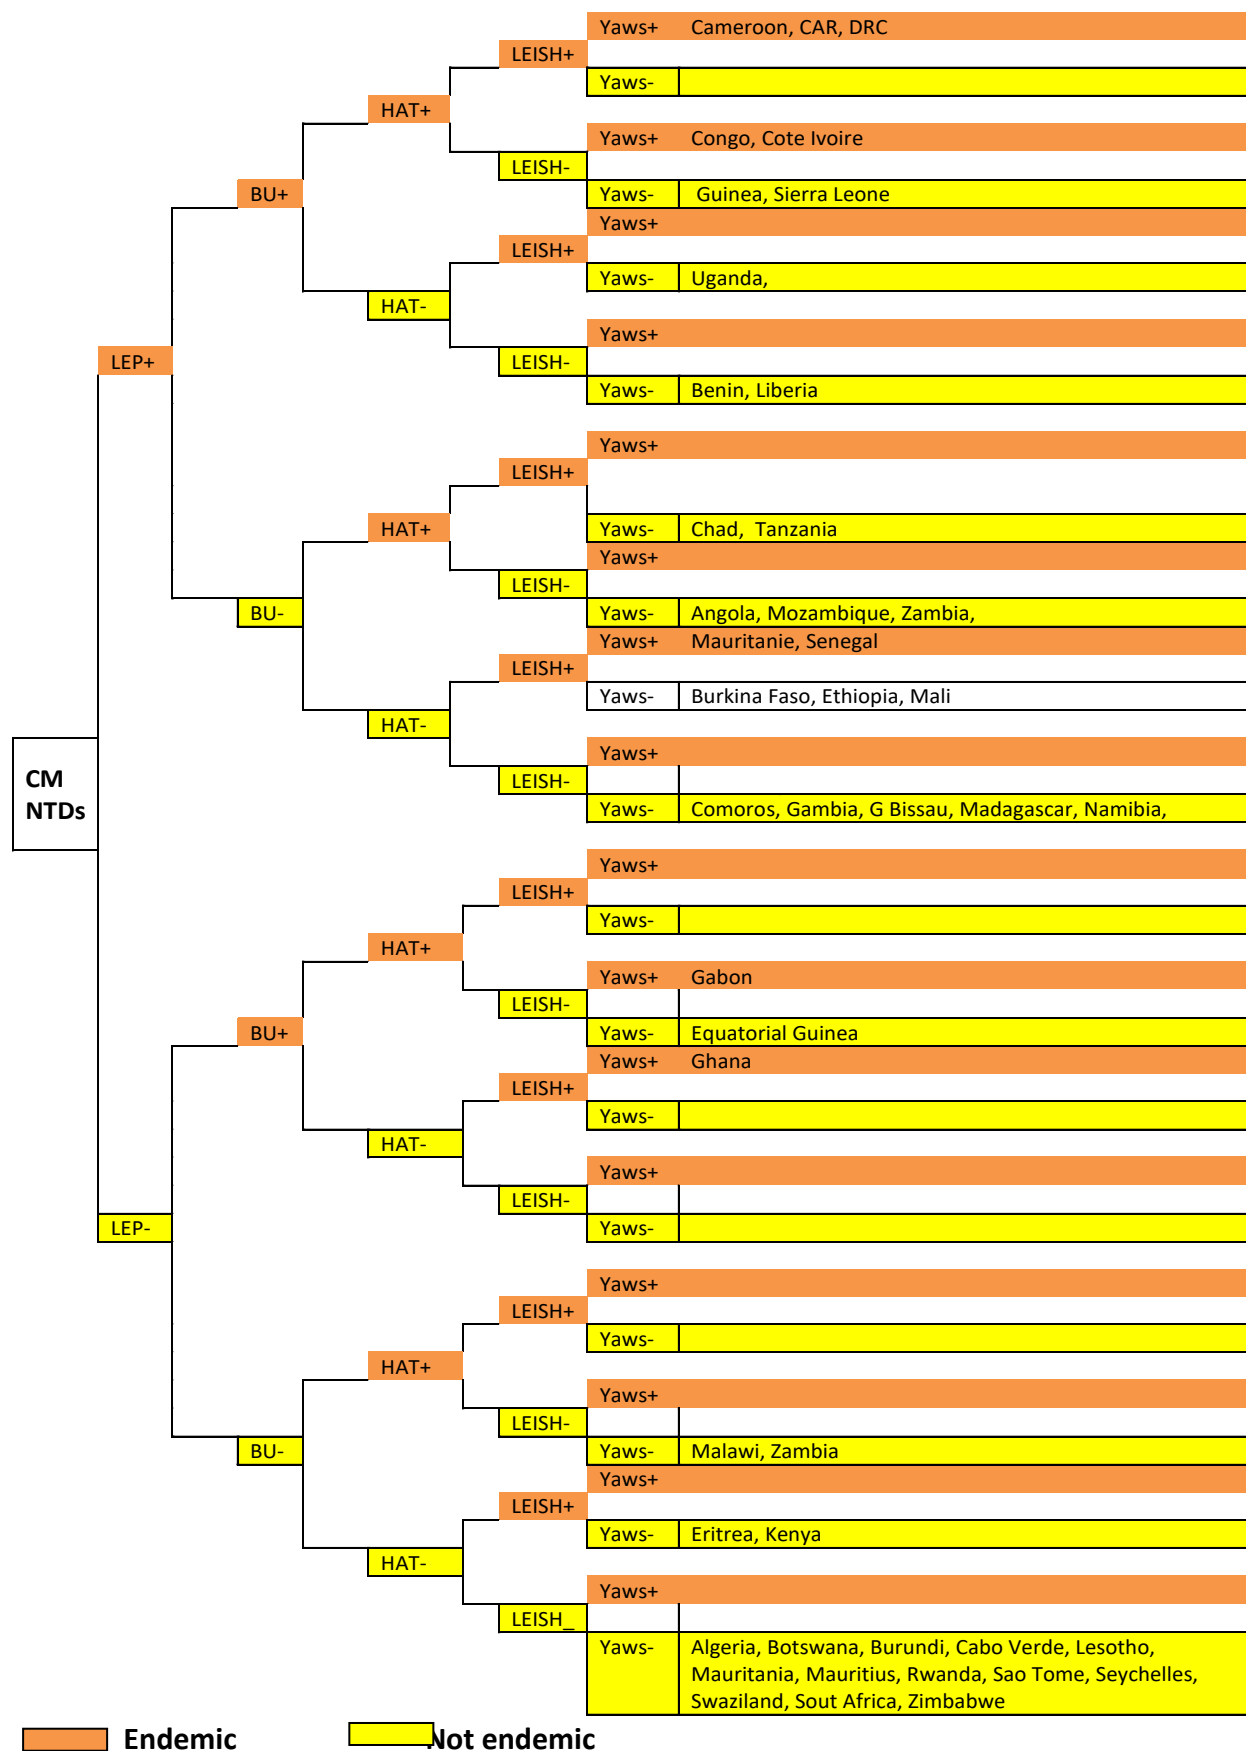 Yaws+ Cameroon, CAR, DRC
LEISH+
Yaws-
HAT+
Yaws+ Congo, Cote Ivoire
LEISH-
BU+
Yaws- Guinea, Sierra Leone
Yaws+
LEISH+
Yaws- Uganda,
HAT-
Yaws+
LEP+
LEISH-
Yaws- Benin, Liberia
Yaws+
LEISH+
HAT+
Yaws- Chad, Tanzania
Yaws+
LEISH-
BU-
Yaws- Angola, Mozambique, Zambia,
Yaws+ Mauritanie, Senegal
LEISH+
Yaws- Burkina Faso, Ethiopia, Mali
HAT-
Yaws+
CM
NTDs
LEISH-
Yaws- Comoros, Gambia, G Bissau, Madagascar, Namibia,
Yaws+
LEISH+
Yaws-
HAT+
Yaws+ Gabon
LEISH-
BU+
Yaws- Equatorial Guinea
Yaws+ Ghana
LEISH+
Yaws-
HAT-
Yaws+
LEISH-
LEP-
Yaws-
Yaws+
LEISH+
Yaws-
HAT+
Yaws+
LEISH-
BU-
Yaws- Malawi, Zambia
Yaws+
LEISH+
Yaws- Eritrea, Kenya
HAT-
Yaws+
LEISH_
Yaws- Algeria, Botswana, Burundi, Cabo Verde, Lesotho,
Mauritania, Mauritius, Rwanda, Sao Tome, Seychelles,
Swaziland, Sout Africa, Zimbabwe
Endemic Not endemic